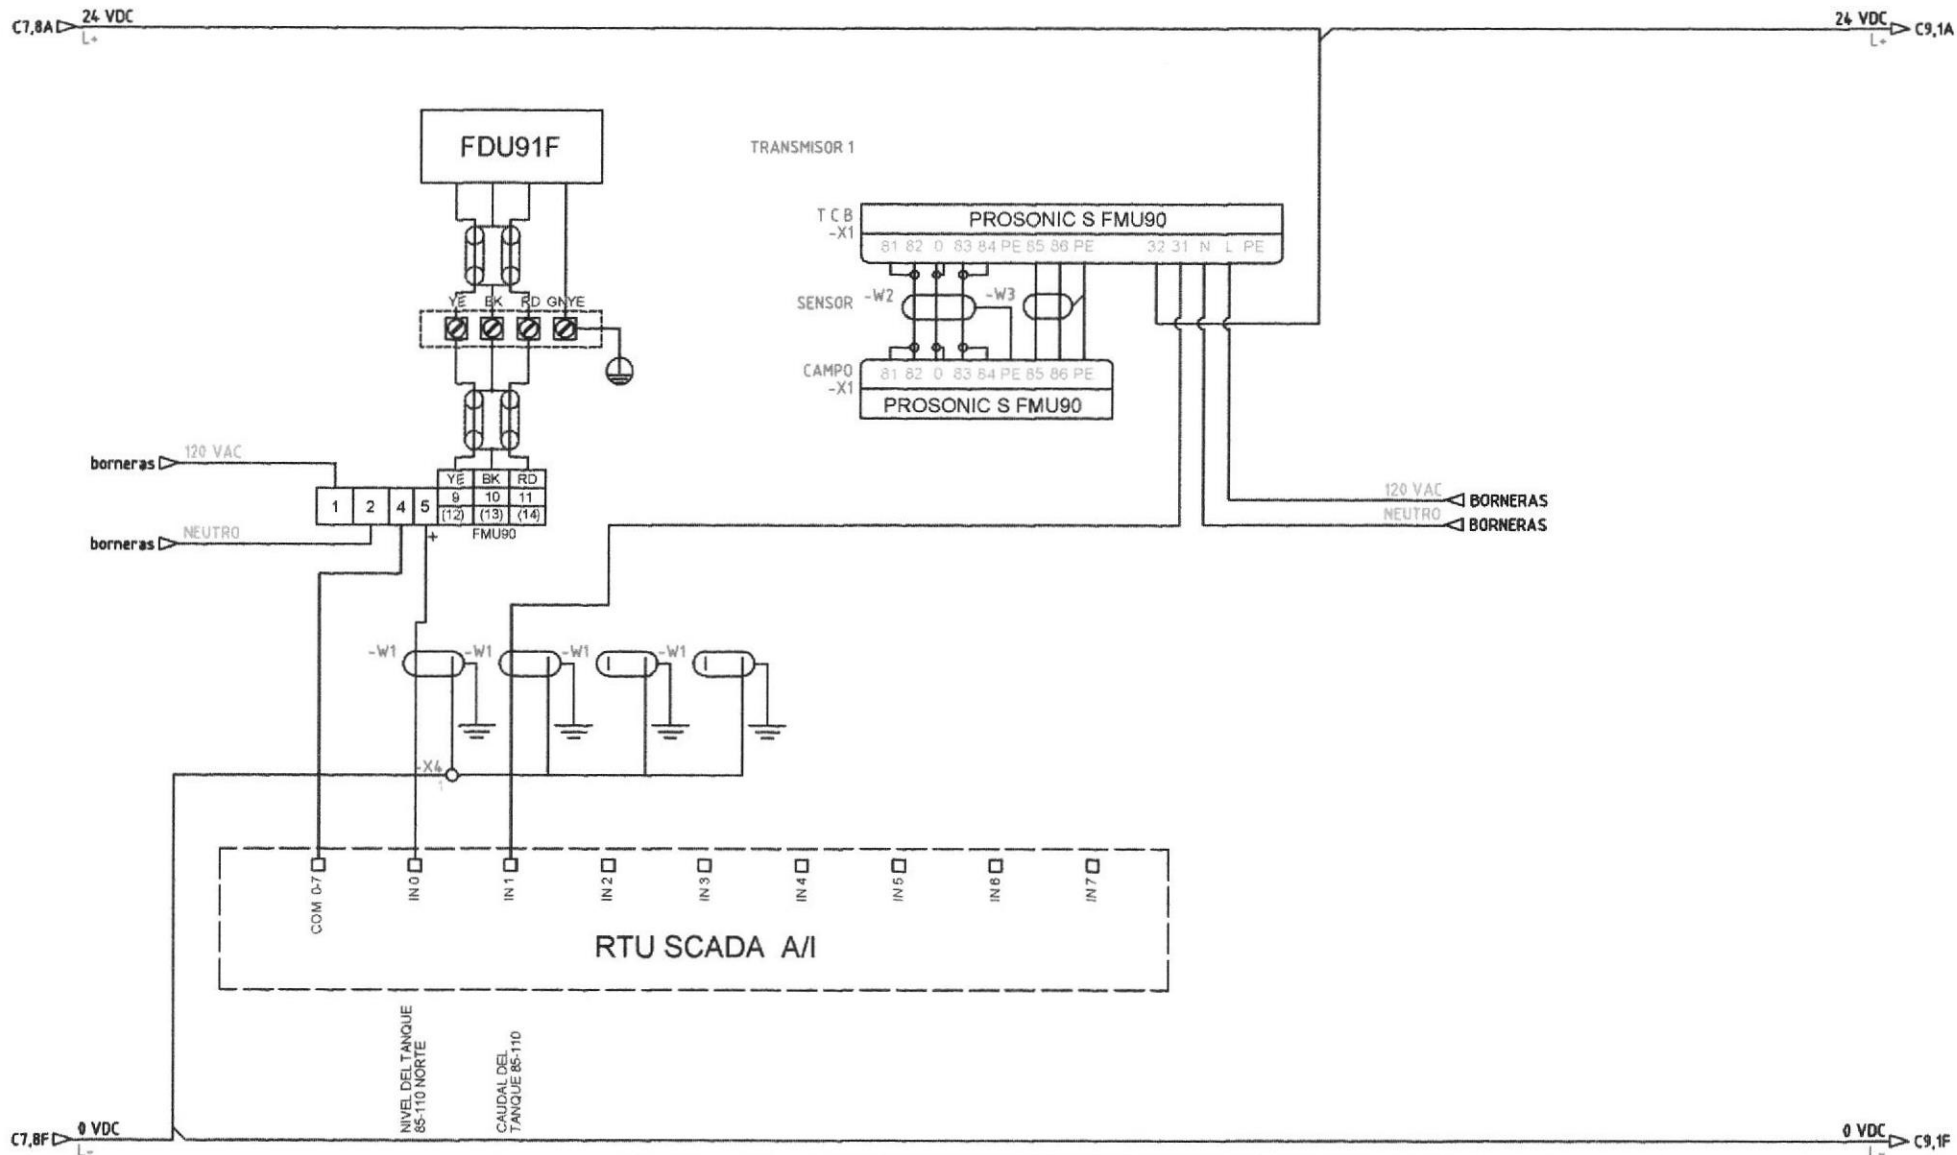 C7,8A 24 VDC L+
24 VDC L+ C9,1A
FDU91F
TRANSMISOR 1
T C B -X1
PROSONIC S FMU90
81 82 0 83 84 PE 85 86 PE 32 31 N L PE
SENSOR -W2 -W3
YE BK RD GNYE
CAMPO -X1
81 82 0 83 84 PE 85 86 PE
PROSONIC S FMU90
borneras 120 VAC
YE BK RD
1 2 4 5 9 10 11
(12) (13) (14)
+ FMU90
borneras NEUTRO
120 VAC BORNERAS
NEUTRO BORNERAS
-W1 -W1 -W1 -W1
-X4
1
COM 0-7
IN 0
IN 1
IN 2
IN 3
IN 4
IN 5
IN 6
IN 7
RTU SCADA A/I
NIVEL DEL TANQUE
85-110 NORTE
CAUDAL DEL
TANQUE 85-110
C7,8F 0 VDC L-
0 VDC L- C9,1F